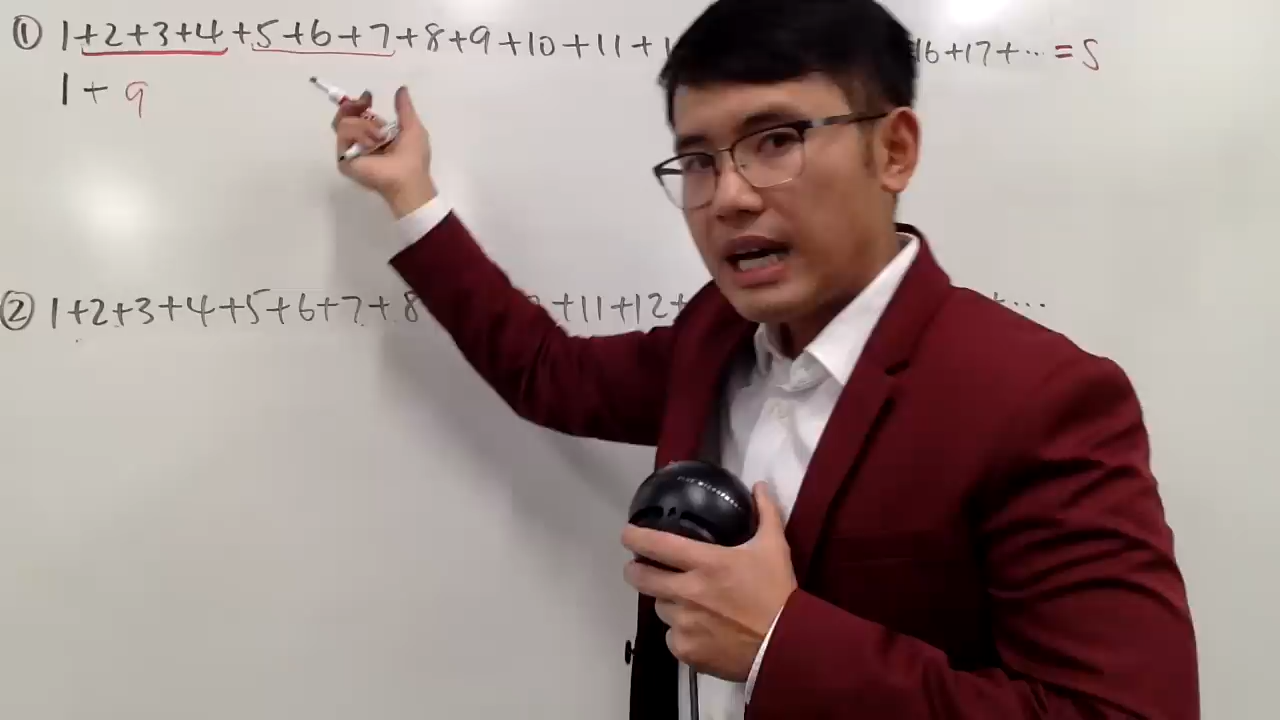 ① 1+2+3+4+5+6+7+8+9+10+11+1 16+17+... = S
1+ 9
② 1+2+3+4+5+6+7+8 +11+12+ ...